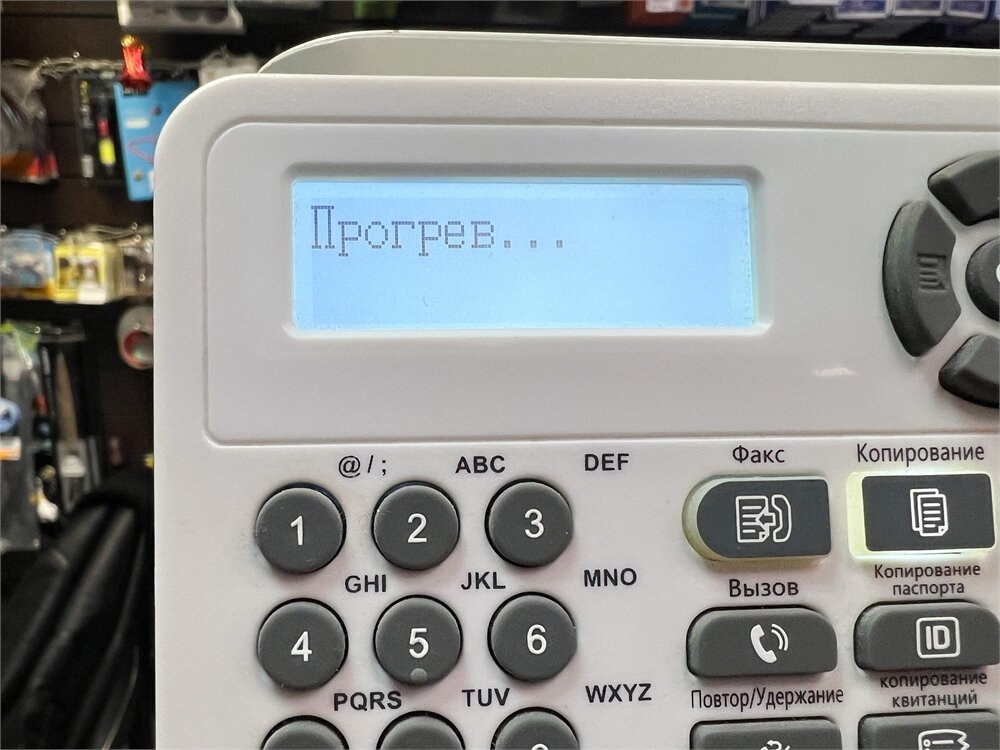 Прогрев...
@/; ABC DEF
1 2 3
GHI JKL MNO
4 5 6
PQRS TUV WXYZ
Факс Копирование
Вызов Копирование
паспорта
ID
Повтор/Удержание копирование
квитанций